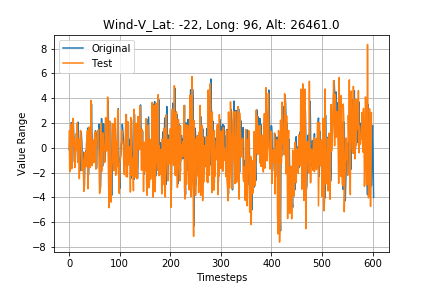 Wind-V_Lat: -22, Long: 96, Alt: 26461.0
Original
Test
8
6
4
2
0
−2
−4
−6
−8
Value Range
0 100 200 300 400 500 600
Timesteps